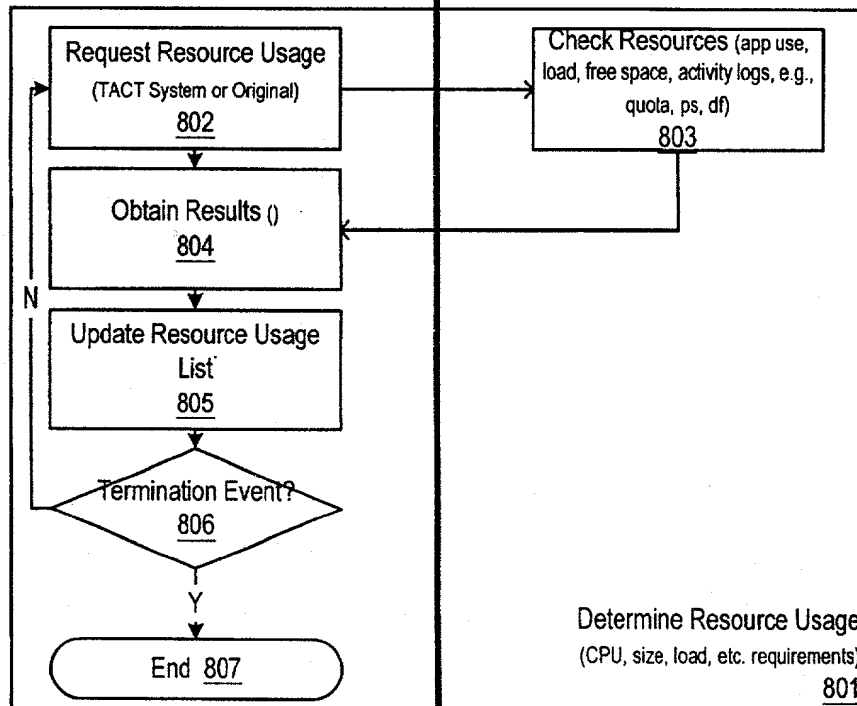 Request Resource Usage
(TACT System or Original)
802
Check Resources (app use,
load, free space, activity logs, e.g.,
quota, ps, df)
803
Obtain Results ()
804
N
Update Resource Usage
List
805
Termination Event?
806
Y
End 807
Determine Resource Usage
(CPU, size, load, etc. requirements)
801